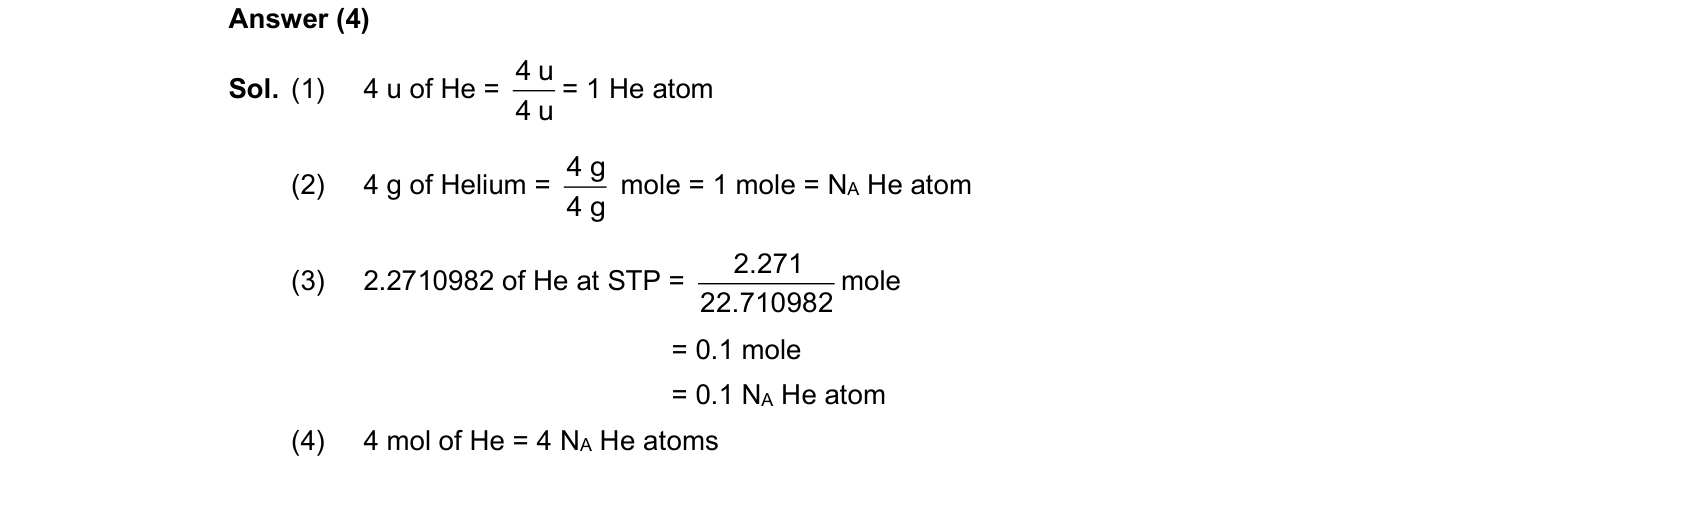 Answer (4)
Sol. (1) 4 u of He = 4 u / 4 u = 1 He atom
(2) 4 g of Helium = 4 g / 4 g mole = 1 mole = NA He atom
(3) 2.2710982 of He at STP = 2.271 / 22.710982 mole
= 0.1 mole
= 0.1 NA He atom
(4) 4 mol of He = 4 NA He atoms